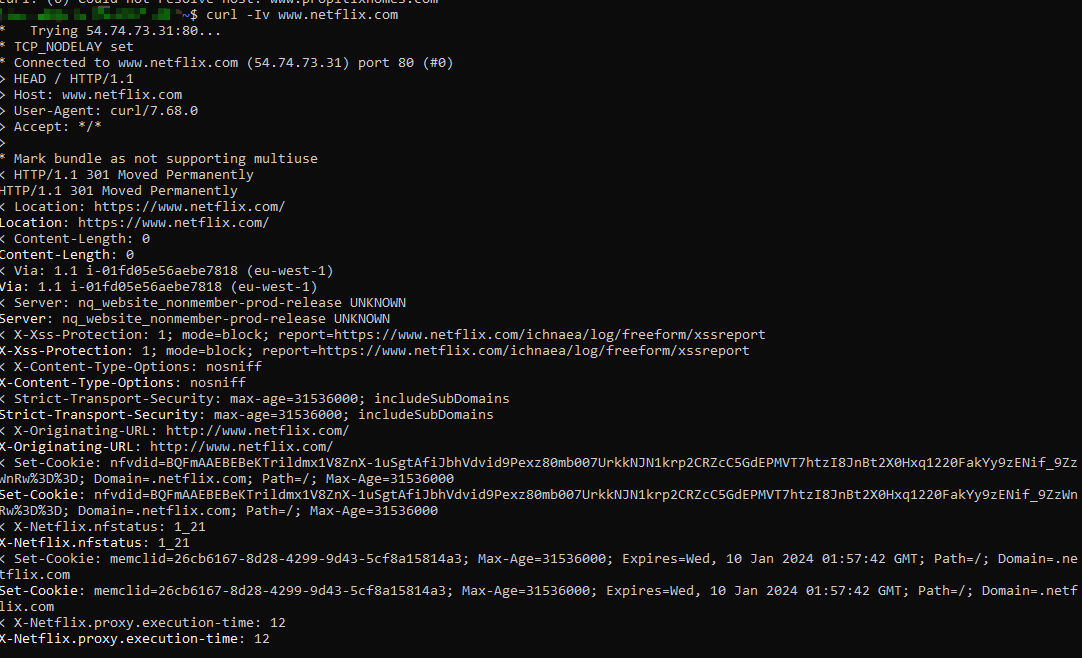 curl: (6) Could not resolve host: www.propitixhomes.com
~$ curl -Iv www.netflix.com
*   Trying 54.74.73.31:80...
* TCP_NODELAY set
* Connected to www.netflix.com (54.74.73.31) port 80 (#0)
> HEAD / HTTP/1.1
> Host: www.netflix.com
> User-Agent: curl/7.68.0
> Accept: */*
>
* Mark bundle as not supporting multiuse
< HTTP/1.1 301 Moved Permanently
HTTP/1.1 301 Moved Permanently
< Location: https://www.netflix.com/
Location: https://www.netflix.com/
< Content-Length: 0
Content-Length: 0
< Via: 1.1 i-01fd05e56aebe7818 (eu-west-1)
Via: 1.1 i-01fd05e56aebe7818 (eu-west-1)
< Server: nq_website_nonmember-prod-release UNKNOWN
Server: nq_website_nonmember-prod-release UNKNOWN
< X-Xss-Protection: 1; mode=block; report=https://www.netflix.com/ichnaea/log/freeform/xssreport
X-Xss-Protection: 1; mode=block; report=https://www.netflix.com/ichnaea/log/freeform/xssreport
< X-Content-Type-Options: nosniff
X-Content-Type-Options: nosniff
< Strict-Transport-Security: max-age=31536000; includeSubDomains
Strict-Transport-Security: max-age=31536000; includeSubDomains
< X-Originating-URL: http://www.netflix.com/
X-Originating-URL: http://www.netflix.com/
< Set-Cookie: nfvdid=BQFmAAEBEBeKTrildmx1V8ZnX-1uSgtAfiJbhVdvid9Pexz80mb007UrkkNJN1krp2CRZcC5GdEPMVT7htzI8JnBt2X0Hxq1220FakYy9zENif_9Zz
WnRw%3D%3D; Domain=.netflix.com; Path=/; Max-Age=31536000
Set-Cookie: nfvdid=BQFmAAEBEBeKTrildmx1V8ZnX-1uSgtAfiJbhVdvid9Pexz80mb007UrkkNJN1krp2CRZcC5GdEPMVT7htzI8JnBt2X0Hxq1220FakYy9zENif_9ZzWn
Rw%3D%3D; Domain=.netflix.com; Path=/; Max-Age=31536000
< X-Netflix.nfstatus: 1_21
X-Netflix.nfstatus: 1_21
< Set-Cookie: memclid=26cb6167-8d28-4299-9d43-5cf8a15814a3; Max-Age=31536000; Expires=Wed, 10 Jan 2024 01:57:42 GMT; Path=/; Domain=.ne
tflix.com
Set-Cookie: memclid=26cb6167-8d28-4299-9d43-5cf8a15814a3; Max-Age=31536000; Expires=Wed, 10 Jan 2024 01:57:42 GMT; Path=/; Domain=.netf
lix.com
< X-Netflix.proxy.execution-time: 12
X-Netflix.proxy.execution-time: 12